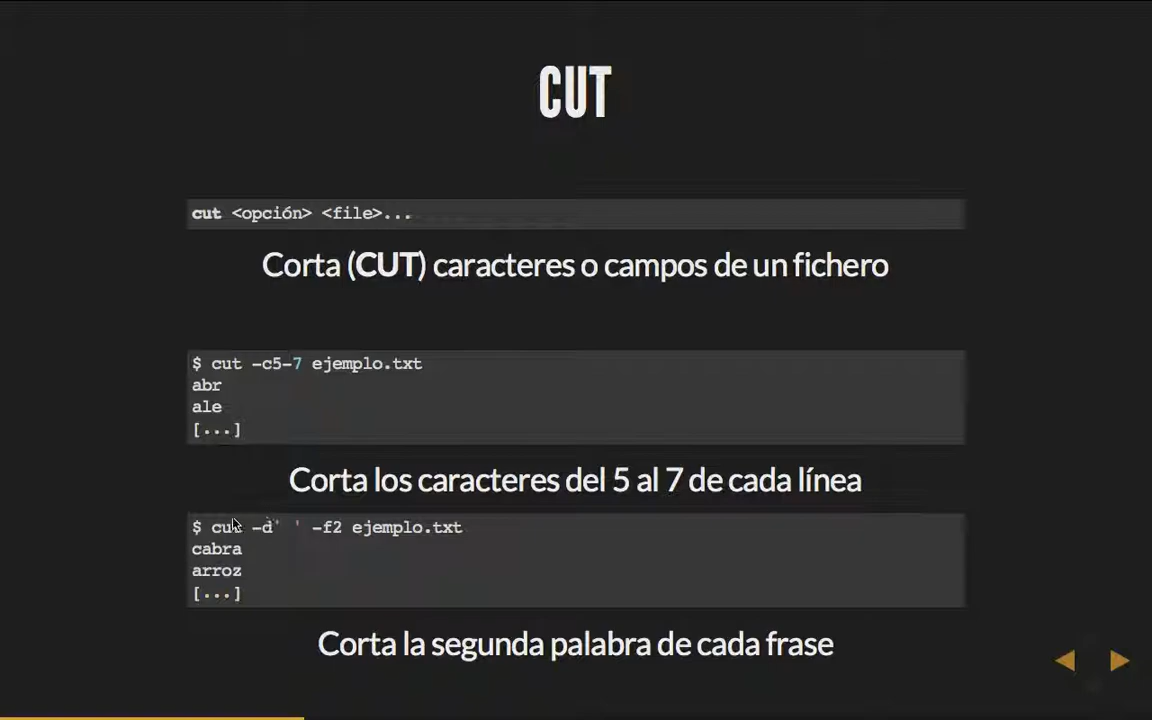 CUT
cut <opción> <file>...
Corta (CUT) caracteres o campos de un fichero
$ cut -c5-7 ejemplo.txt
abr
ale
[...]
Corta los caracteres del 5 al 7 de cada línea
$ cut -d' ' -f2 ejemplo.txt
cabra
arroz
[...]
Corta la segunda palabra de cada frase